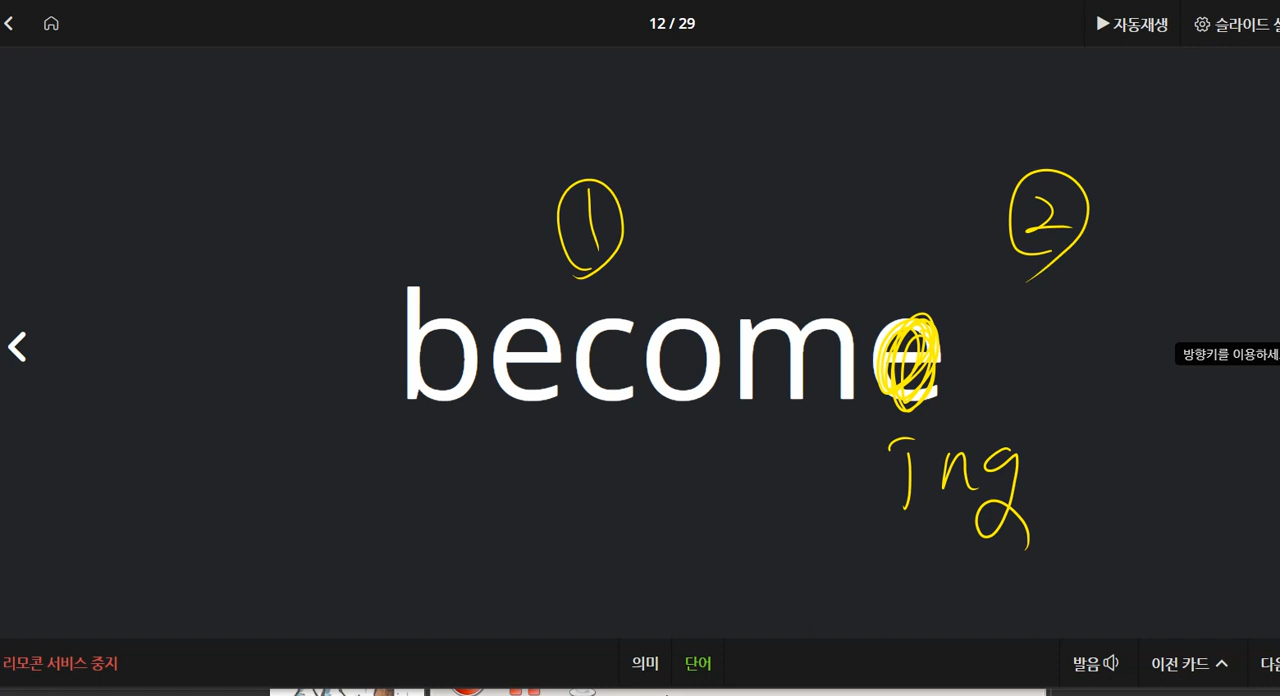 12 / 29
자동재생
슬라이드
① ②
become
ing
방향키를 이용하세
리모콘 서비스 중지
의미
단어
발음
이전 카드
다음